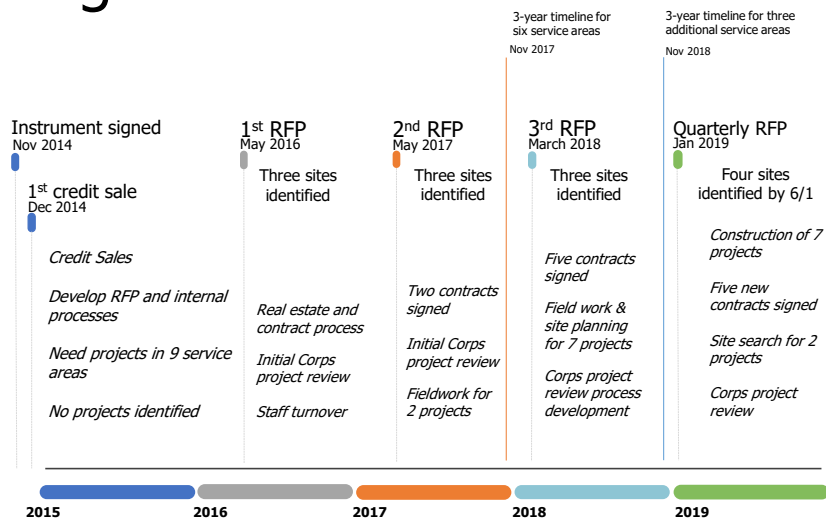 g
3-year timeline for
six service areas
Nov 2017
3-year timeline for three
additional service areas
Nov 2018
Instrument signed
Nov 2014
1st credit sale
Dec 2014
Credit Sales
Develop RFP and internal
processes
Need projects in 9 service
areas
No projects identified
1st RFP
May 2016
Three sites
identified
Real estate and
contract process
Initial Corps
project review
Staff turnover
2nd RFP
May 2017
Three sites
identified
Two contracts
signed
Initial Corps
project review
Fieldwork for
2 projects
3rd RFP
March 2018
Three sites
identified
Five contracts
signed
Field work &
site planning
for 7 projects
Corps project
review process
development
Quarterly RFP
Jan 2019
Four sites
identified by 6/1
Construction of 7
projects
Five new
contracts signed
Site search for 2
projects
Corps project
review
2015
2016
2017
2018
2019